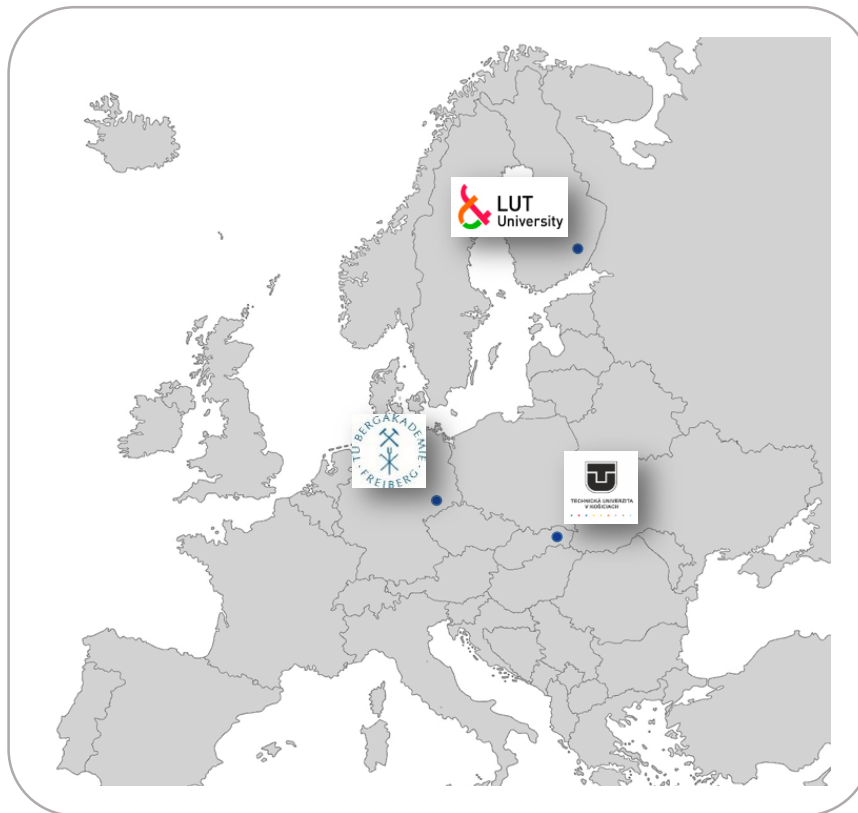 LUT
University
TU BERGAKADEMIE
· FREIBERG ·
TECHNICKÁ UNIVERZITA
V KOŠICIACH